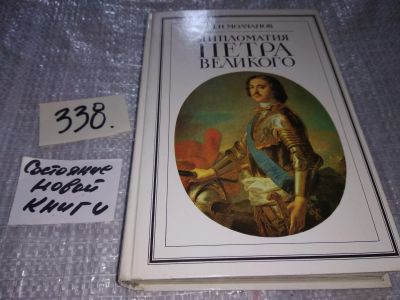 Н.Н. МОЛЧАНОВ
ДИПЛОМАТИЯ
ПЕТРА
ВЕЛИКОГО
338.
Состояние
новой
книги